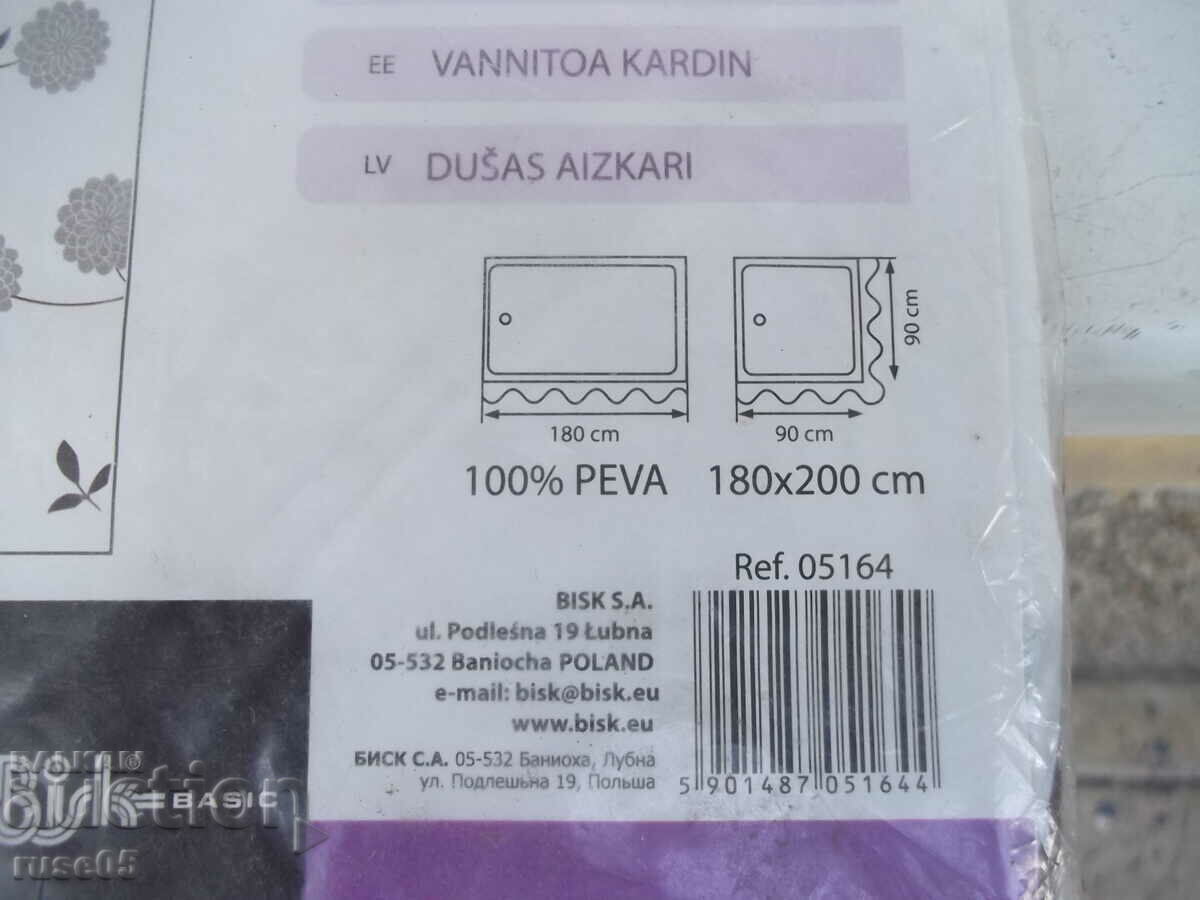 EE VANNITOA KARDIN
LV DUŠAS AIZKARI
90 cm
180 cm 90 cm
100% PEVA 180x200 cm
Ref. 05164
BISK S.A.
ul. Podleśna 19 Łubna
05-532 Baniocha POLAND
e-mail: bisk@bisk.eu
www.bisk.eu
БИСК С.А. 05-532 Баниоха, Лубна
ул. Подлешьна 19, Польша
5 901487 051644
Bisk BASIC
ruse05